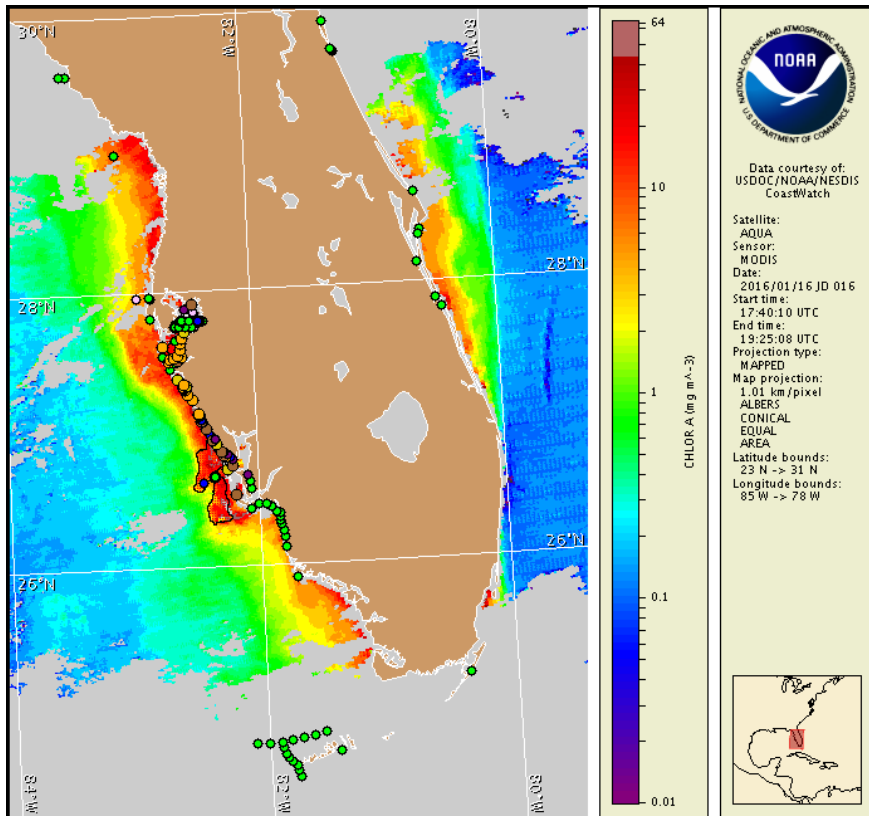 30°N
82°W
80°W
28°N
28°N
26°N
26°N
84°W
82°W
80°W
64
10
1
0.1
0.01
CHLOR A (mg m^-3)
NATIONAL OCEANIC AND ATMOSPHERIC ADMINISTRATION
NOAA
U.S. DEPARTMENT OF COMMERCE
Data courtesy of:
USDOC/NOAA/NESDIS
CoastWatch
Satellite:
AQUA
Sensor:
MODIS
Date:
2016/01/16 JD 016
Start time:
17:40:10 UTC
End time:
19:25:08 UTC
Projection type:
MAPPED
Map projection:
1.01 km/pixel
ALBERS
CONICAL
EQUAL
AREA
Latitude bounds:
23 N -> 31 N
Longitude bounds:
85 W -> 78 W